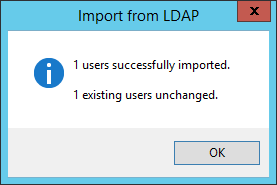 Import from LDAP
x
1 users successfully imported.
1 existing users unchanged.
OK